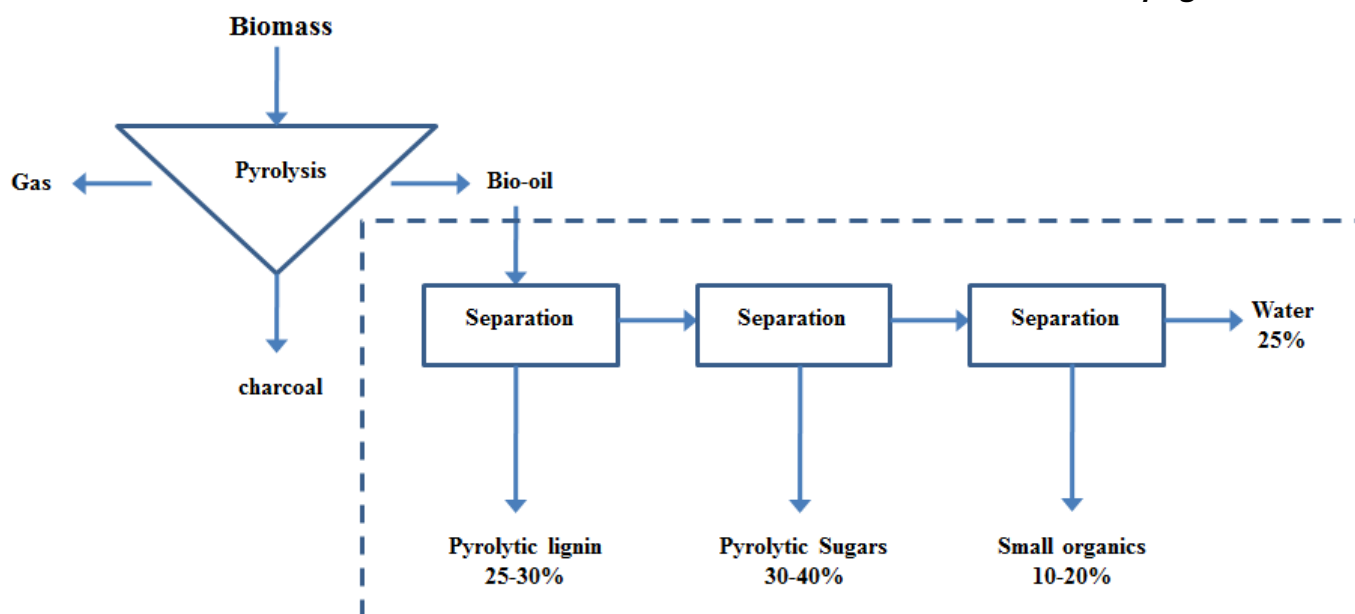 Biomass
Pyrolysis
Gas
Bio-oil
charcoal
Separation
Separation
Separation
Water
25%
Pyrolytic lignin
25-30%
Pyrolytic Sugars
30-40%
Small organics
10-20%